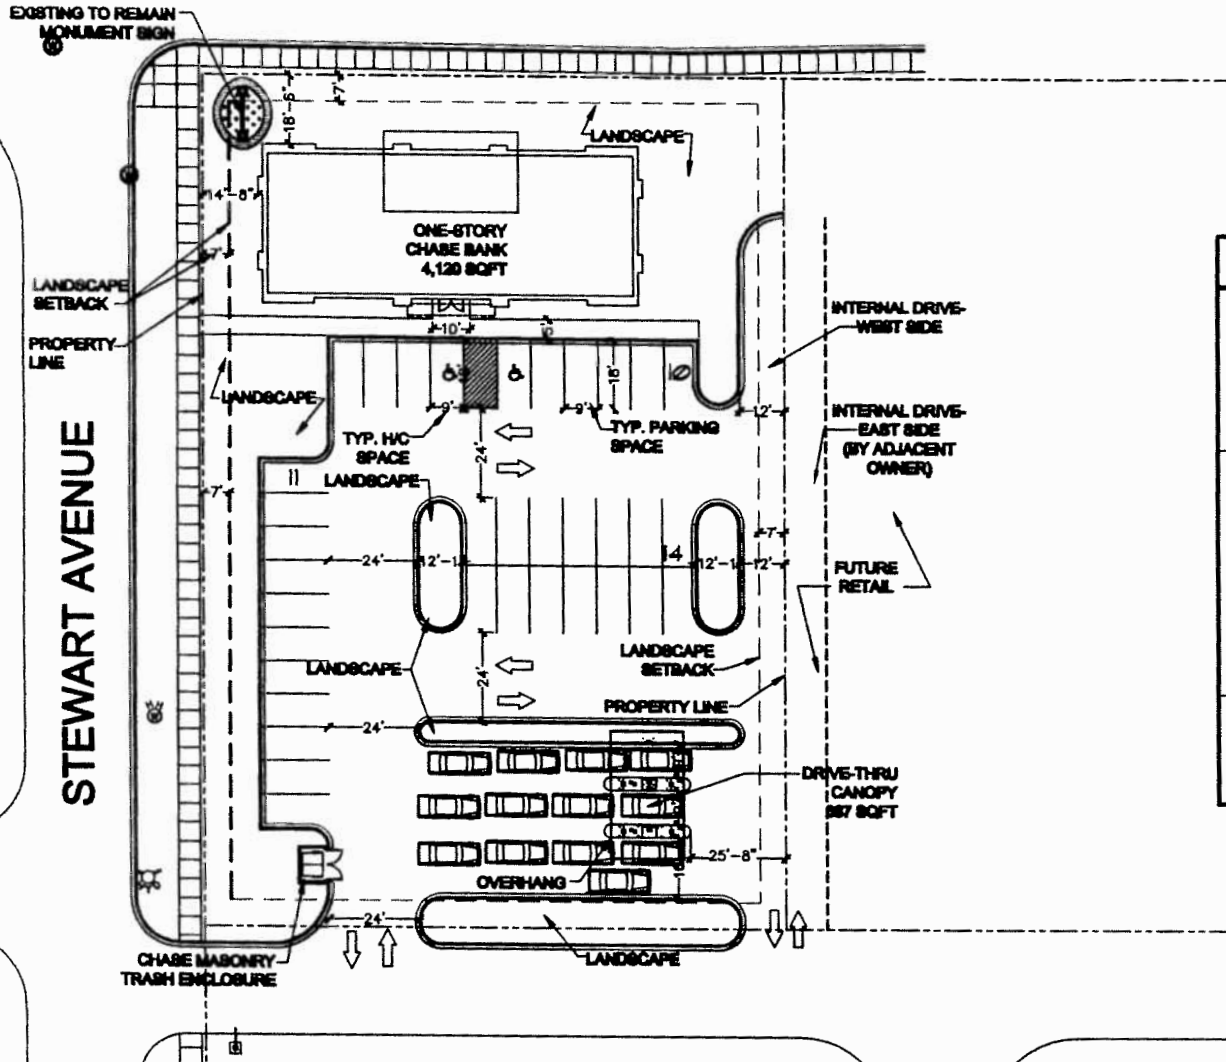 EXISTING TO REMAIN
MONUMENT SIGN
7'
18'-6"
LANDSCAPE
14'-8"
ONE-STORY
CHASE BANK
4,120 SQFT
7'
LANDSCAPE
SETBACK
PROPERTY
LINE
10'
INTERNAL DRIVE-
WEST SIDE
LANDSCAPE
18'
9'
9'
12'
TYP. H/C
SPACE
TYP. PARKING
SPACE
INTERNAL DRIVE-
EAST SIDE
(BY ADJACENT
OWNER)
24'
11
LANDSCAPE
7'
STEWART AVENUE
7'
14
24'
12'-1
12'-1
12'
FUTURE
RETAIL
LANDSCAPE
24'
LANDSCAPE
SETBACK
PROPERTY LINE
24'
DRIVE-THRU
CANOPY
SQFT
25'-8"
OVERHANG
24'
CHASE MASONRY
TRASH ENCLOSURE
LANDSCAPE